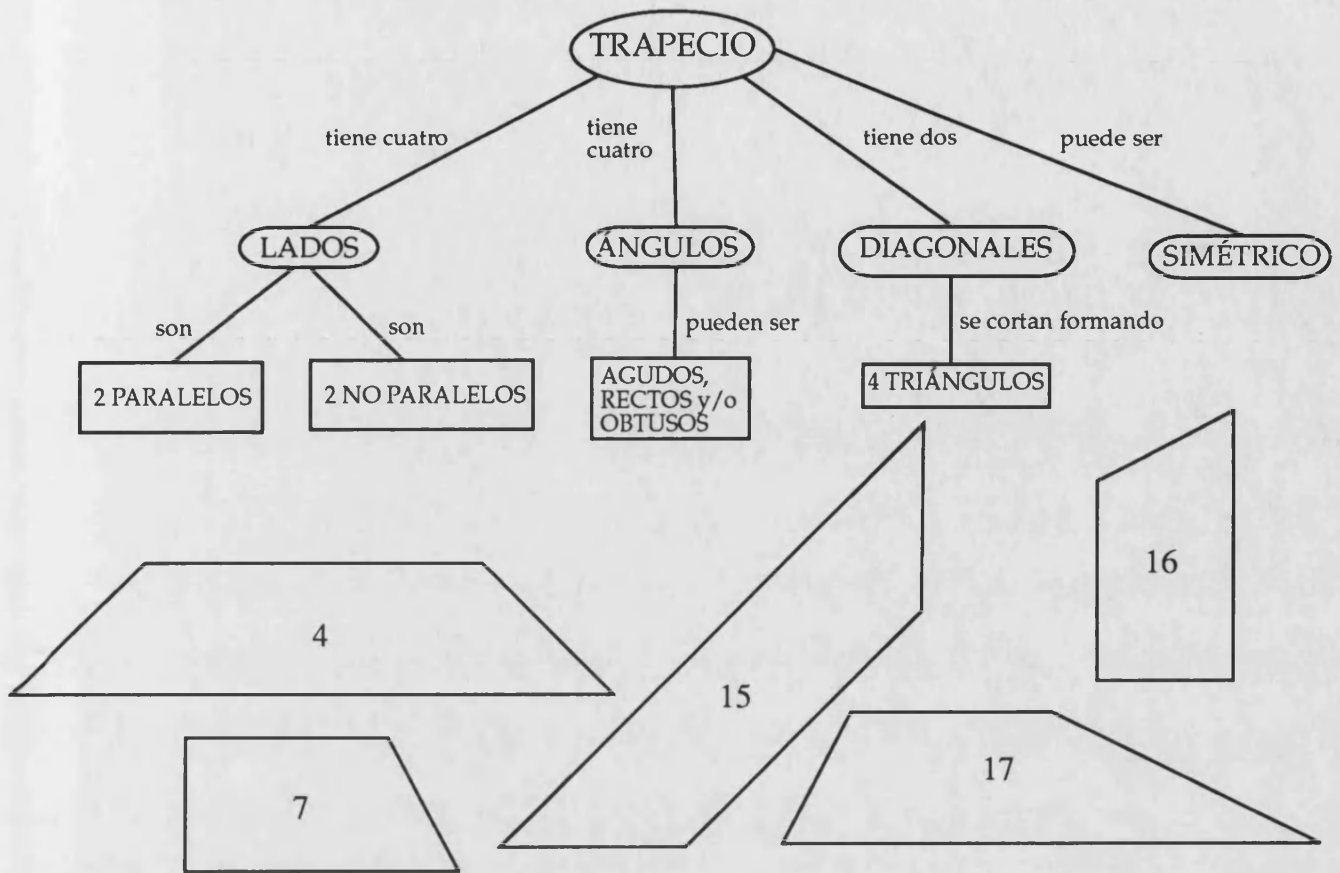 TRAPECIO
tiene cuatro
tiene
cuatro
tiene dos
puede ser
LADOS
ÁNGULOS
DIAGONALES
SIMÉTRICO
son
son
pueden ser
se cortan formando
2 PARALELOS
2 NO PARALELOS
AGUDOS,
RECTOS y/o
OBTUSOS
4 TRIÁNGULOS
16
4
15
17
7